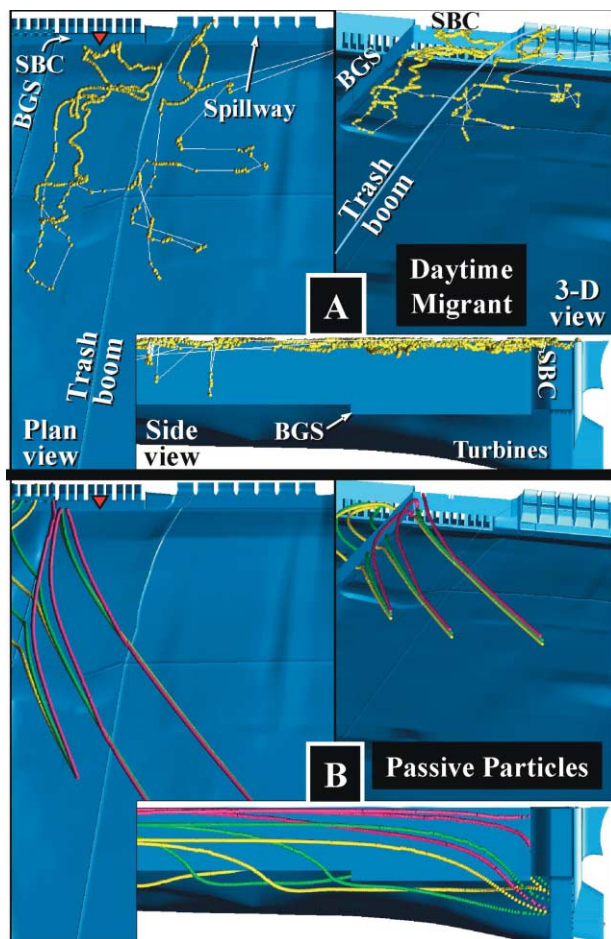 SBC
SBC
BGS
Spillway
BGS
Trash
boom
Trash
boom
A
Daytime
Migrant
3-D
view
Plan
view
Side
view
BGS
SBC
Turbines
B
Passive Particles